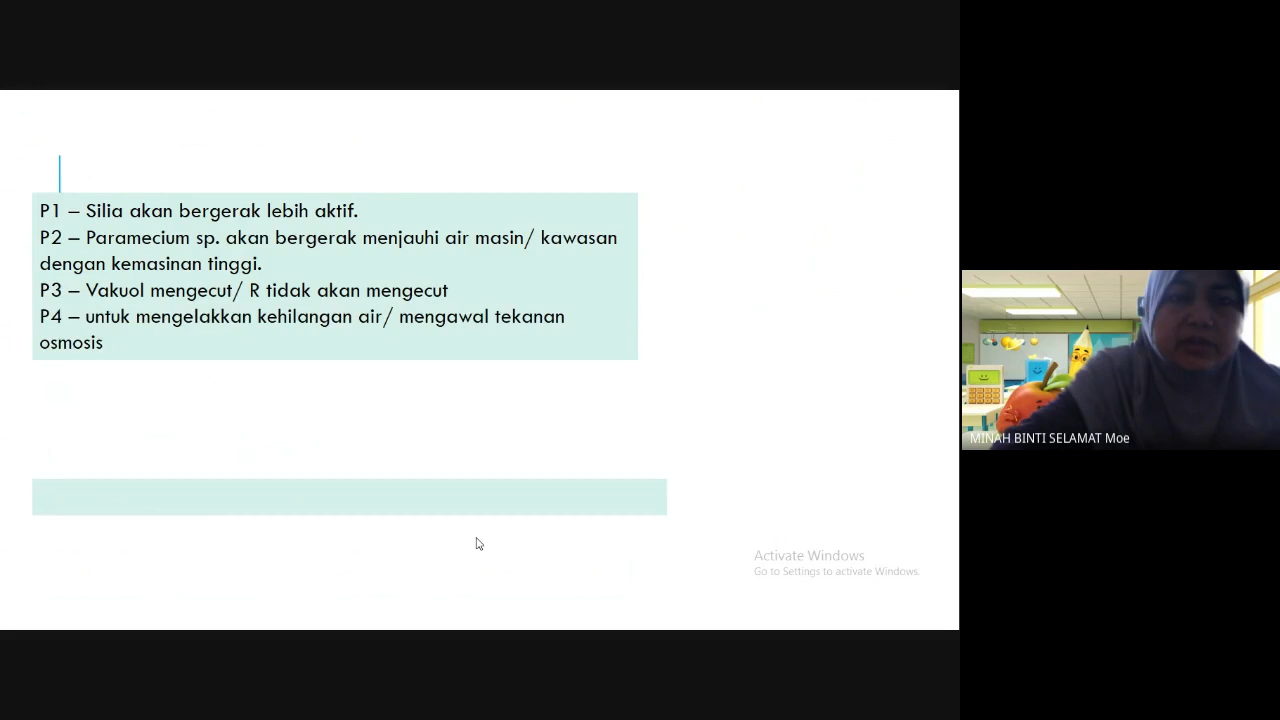 P1 – Silia akan bergerak lebih aktif.
P2 – Paramecium sp. akan bergerak menjauhi air masin/ kawasan
dengan kemasinan tinggi.
P3 – Vakuol mengecut/ R tidak akan mengecut
P4 – untuk mengelakkan kehilangan air/ mengawal tekanan
osmosis
MINAH BINTI SELAMAT Moe
Activate Windows
Go to Settings to activate Windows.